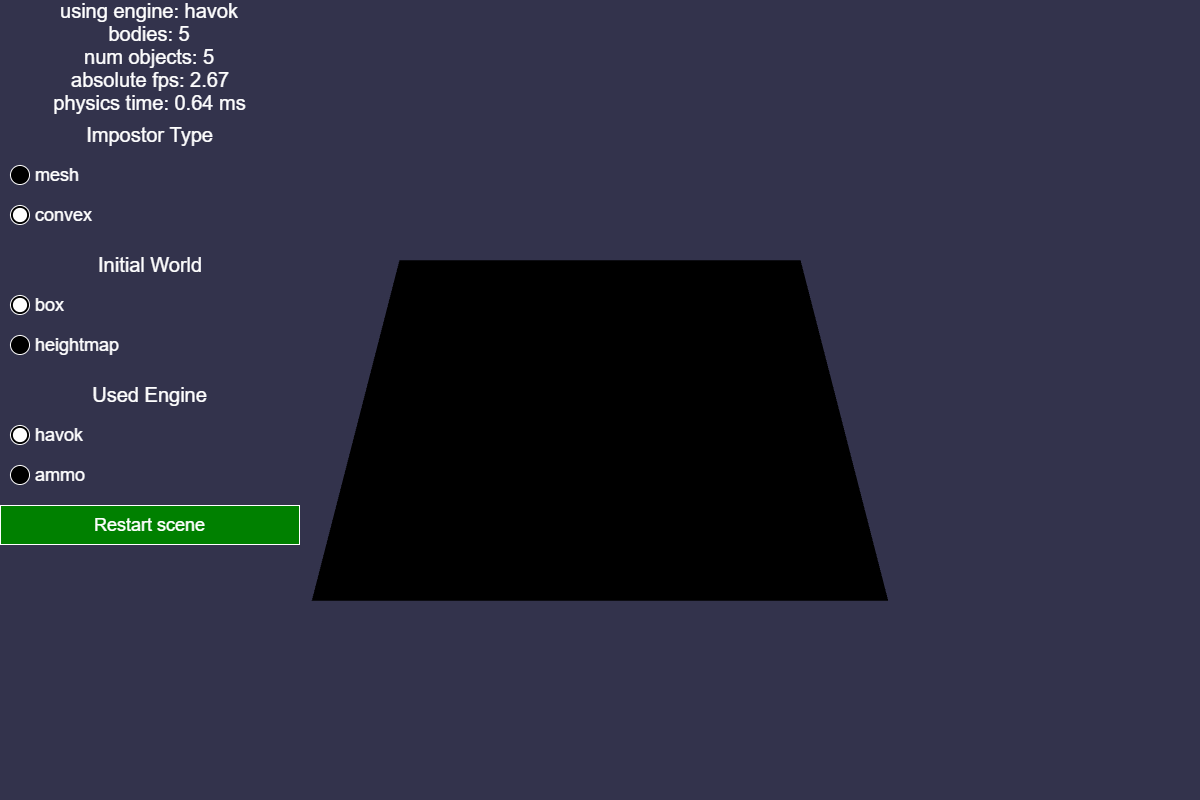 using engine: havok
bodies: 5
num objects: 5
absolute fps: 2.67
physics time: 0.64 ms
Impostor Type
mesh
convex
Initial World
box
heightmap
Used Engine
havok
ammo
Restart scene